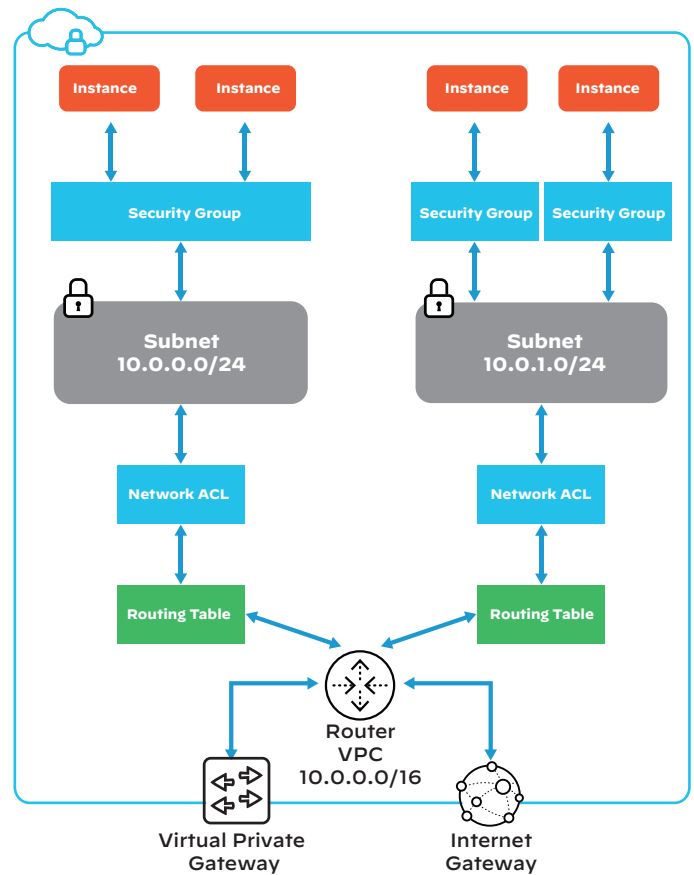 Instance
Instance
Instance
Instance
Security Group
Security Group
Security Group
Subnet
10.0.0.0/24
Subnet
10.0.1.0/24
Network ACL
Network ACL
Routing Table
Routing Table
Router
VPC
10.0.0.0/16
Virtual Private
Gateway
Internet
Gateway